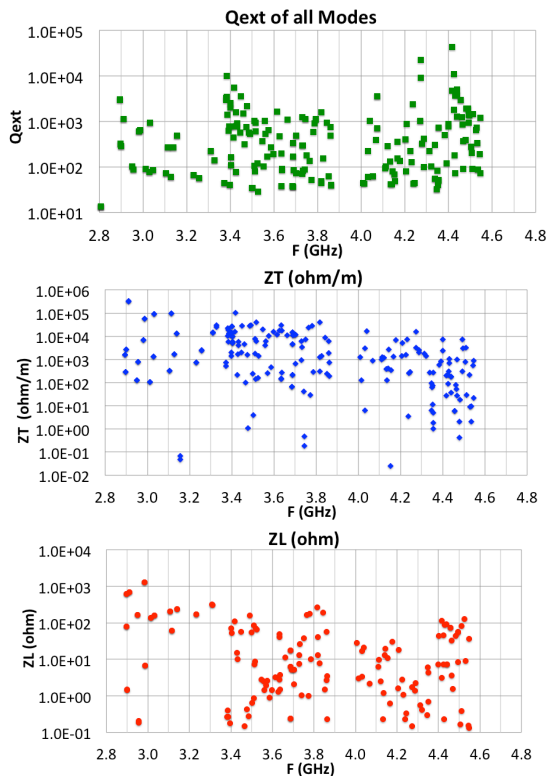 Qext of all Modes
1.0E+05
1.0E+04
1.0E+03
1.0E+02
1.0E+01
Qext
2.8 3.0 3.2 3.4 3.6 3.8 4.0 4.2 4.4 4.6 4.8
F (GHz)
ZT (ohm/m)
1.0E+06
1.0E+05
1.0E+04
1.0E+03
1.0E+02
1.0E+01
1.0E+00
1.0E-01
1.0E-02
ZT (ohm/m)
2.8 3.0 3.2 3.4 3.6 3.8 4.0 4.2 4.4 4.6 4.8
F (GHz)
ZL (ohm)
1.0E+04
1.0E+03
1.0E+02
1.0E+01
1.0E+00
1.0E-01
ZL (ohm)
2.8 3.0 3.2 3.4 3.6 3.8 4.0 4.2 4.4 4.6 4.8
F (GHz)